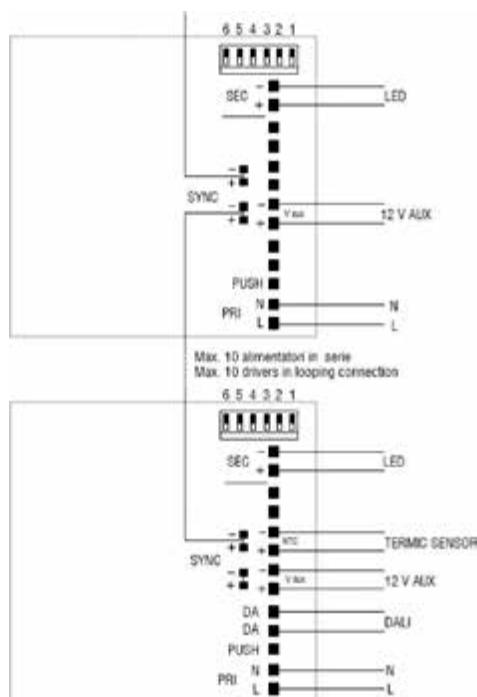 6 5 4 3 2 1
SEC
-
+
LED
-
+
SYNC
-
+
-
+
V aux
12 V AUX
PUSH
PRI
N
L
N
L
Max. 10 alimentatori in serie
Max. 10 drivers in looping connection
6 5 4 3 2 1
SEC
-
+
LED
-
+
SYNC
-
+
-
+
NTC
TERMIC SENSOR
-
+
V aux
12 V AUX
DA
DA
DALI
PUSH
PRI
N
L
N
L